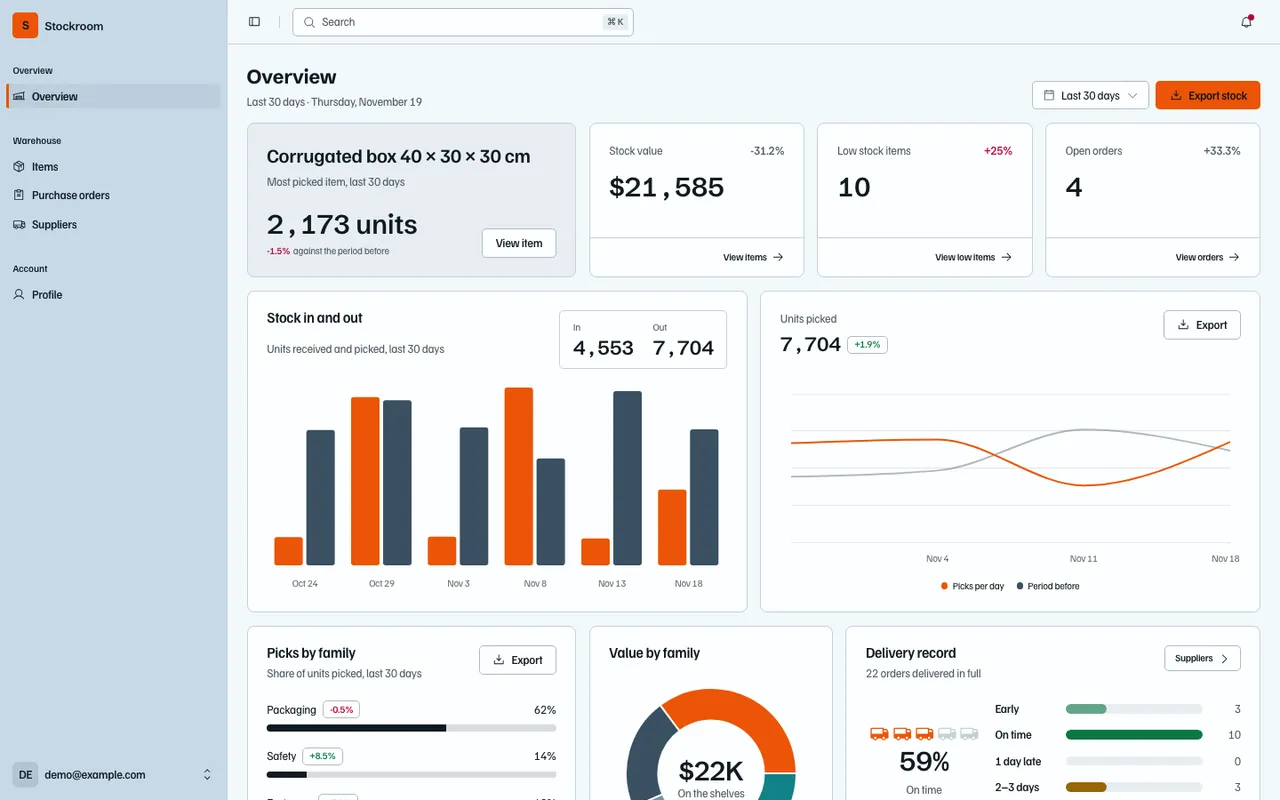 S Stockroom
Overview
Overview
Warehouse
Items
Purchase orders
Suppliers
Account
Profile
DE demo@example.com
Search ⌘ K
Overview
Last 30 days · Thursday, November 19
Last 30 days
Export stock
Corrugated box 40 × 30 × 30 cm
Most picked item, last 30 days
2,173 units
-1.5% against the period before
View item
Stock value -31.2%
$21,585
View items
Low stock items +25%
10
View low items
Open orders +33.3%
4
View orders
Stock in and out
Units received and picked, last 30 days
In Out
4,553 7,704
Oct 24 Oct 29 Nov 3 Nov 8 Nov 13 Nov 18
Units picked
7,704 +1.9%
Export
Nov 4 Nov 11 Nov 18
Picks per day Period before
Picks by family
Share of units picked, last 30 days
Export
Packaging -0.5% 62%
Safety +8.5% 14%
Value by family
$22K
On the shelves
Delivery record
22 orders delivered in full
Suppliers
59%
On time
Early 3
On time 10
1 day late 0
2–3 days 3